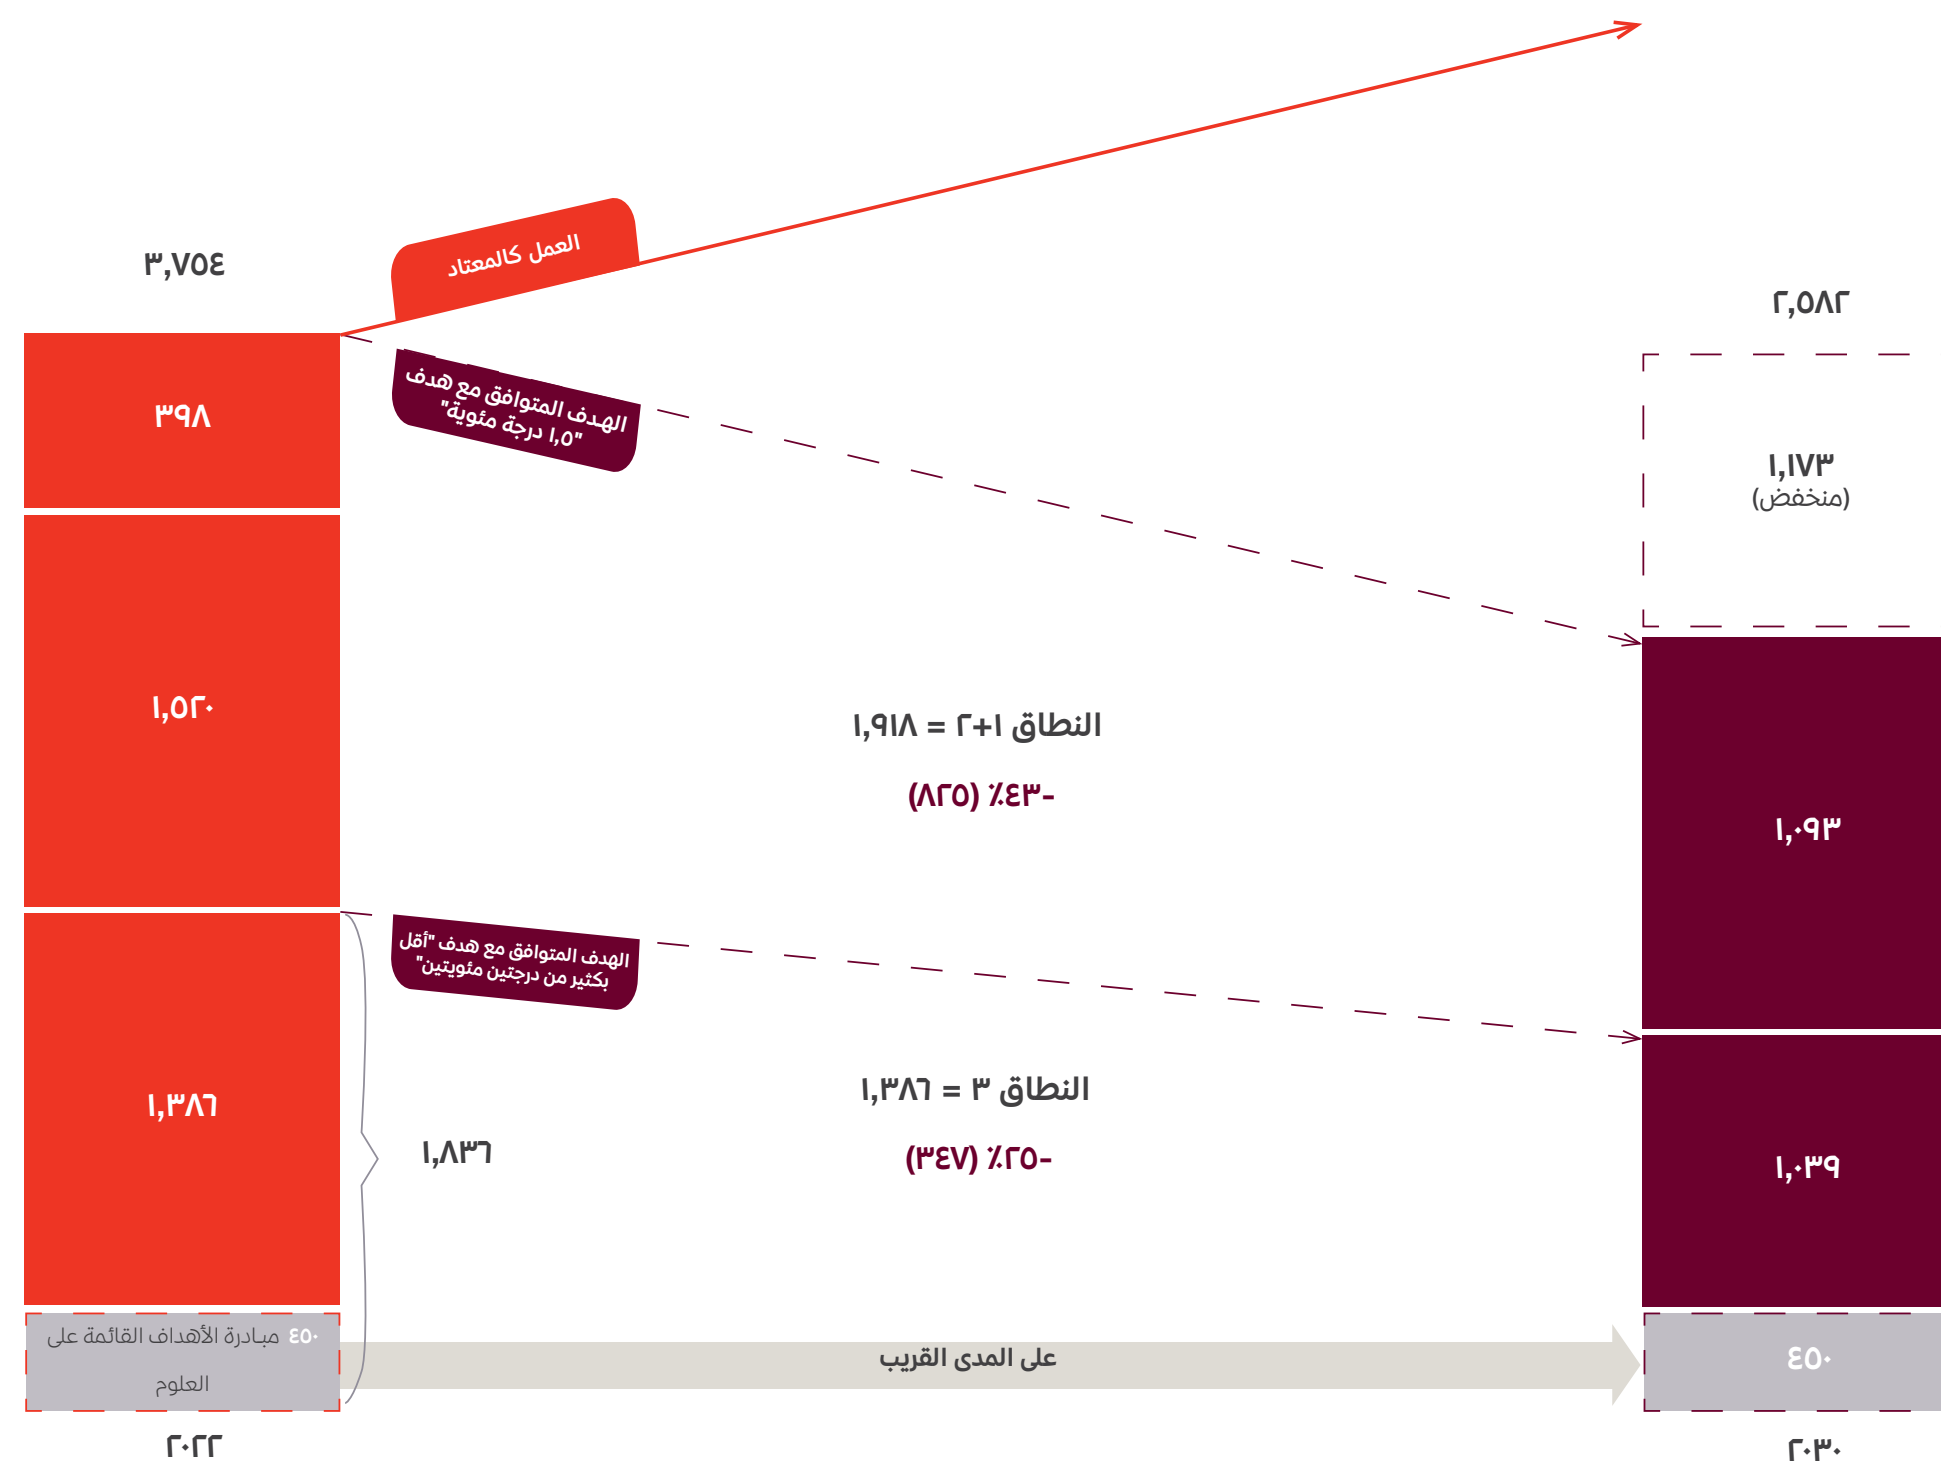 العمل كالمعتاد
٣,٧٥٤
٢,٥٨٢
الهدف المتوافق مع هدف
"١,٥ درجة مئوية"
٣٩٨
١,١٧٣
(منخفض)
١,٥٢٠
النطاق ١+٢ = ١,٩١٨
-٤٣٪ (٨٢٥)
١,٠٩٣
الهدف المتوافق مع هدف "أقل
بكثير من درجتين مئويتين"
١,٣٨٦
النطاق ٣ = ١,٣٨٦
١,٨٣٦
-٢٥٪ (٣٤٧)
١,٠٣٩
٤٥٠ مبادرة الأهداف القائمة على
العلوم
على المدى القريب
٤٥٠
٢٠٢٢
٢٠٣٠